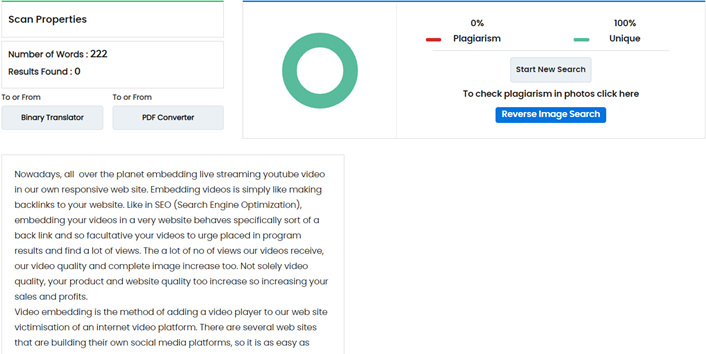 Scan Properties
Number of Words : 222
Results Found : 0
To or From
To or From
Binary Translator
PDF Converter
0%
100%
Plagiarism
Unique
Start New Search
To check plagiarism in photos click here
Reverse Image Search
Nowadays, all over the planet embedding live streaming youtube video
in our own responsive web site. Embedding videos is simply like making
backlinks to your website. Like in SEO (Search Engine Optimization),
embedding your videos in a very website behaves specifically sort of a
back link and so facultative your videos to urge placed in program
results and find a lot of views. The a lot of no of views our videos receive,
our video quality and complete image increase too. Not solely video
quality, your product and website quality too increase so increasing your
sales and profits.
Video embedding is the method of adding a video player to our web site
victimisation of an internet video platform. There are several web sites
that are building their own social media platforms, so it is as easy as